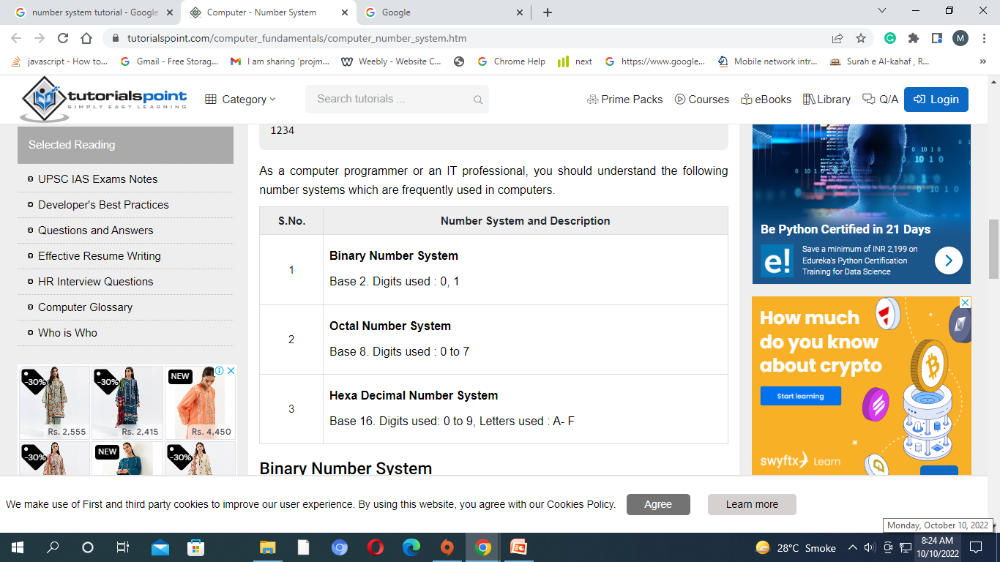 number system tutorial - Google
Computer - Number System
Google
tutorialspoint.com/computer_fundamentals/computer_number_system.htm
M
javascript - How to...
Gmail - Free Storag...
I am sharing 'projm...
Weebly - Website C...
Chrome Help
next
https://www.google...
Mobile network intr...
Surah e Al-kahaf , R...
»
tutorialspoint
SIMPLY EASY LEARNING
Category
Search tutorials ...
Prime Packs
Courses
eBooks
Library
Q/A
Login
Selected Reading
UPSC IAS Exams Notes
Developer's Best Practices
Questions and Answers
Effective Resume Writing
HR Interview Questions
Computer Glossary
Who is Who
-30%
-30%
NEW
Rs. 2,555
Rs. 2,415
Rs. 4,450
-30%
NEW
-30%
1234
As a computer programmer or an IT professional, you should understand the following
number systems which are frequently used in computers.
S.No.
Number System and Description
1
Binary Number System
Base 2. Digits used : 0, 1
2
Octal Number System
Base 8. Digits used : 0 to 7
3
Hexa Decimal Number System
Base 16. Digits used: 0 to 9, Letters used : A- F
Binary Number System
Be Python Certified in 21 Days
e!
Save a minimum of INR 2,199 on
Edureka's Python Certification
Training for Data Science
How much
do you know
about crypto
Start learning
swyftx Learn
We make use of First and third party cookies to improve our user experience. By using this website, you agree with our Cookies Policy.
Agree
Learn more
Monday, October 10, 2022
28°C Smoke
8:24 AM
10/10/2022